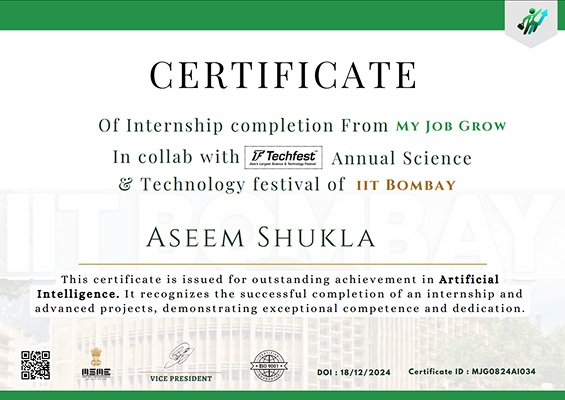 CERTIFICATE
Of Internship completion From MY JOB GROW
In collab with Techfest Annual Science
Asia's Largest Science & Technology Festival
& Technology festival of IIT BOMBAY
IIT BOMBAY
ASEEM SHUKLA
This certificate is issued for outstanding achievement in Artificial
Intelligence. It recognizes the successful completion of an internship and
advanced projects, demonstrating exceptional competence and dedication.
MSME
VICE PRESIDENT
ISO 9001
DOI : 18/12/2024
Certificate ID : MJG0824AI034